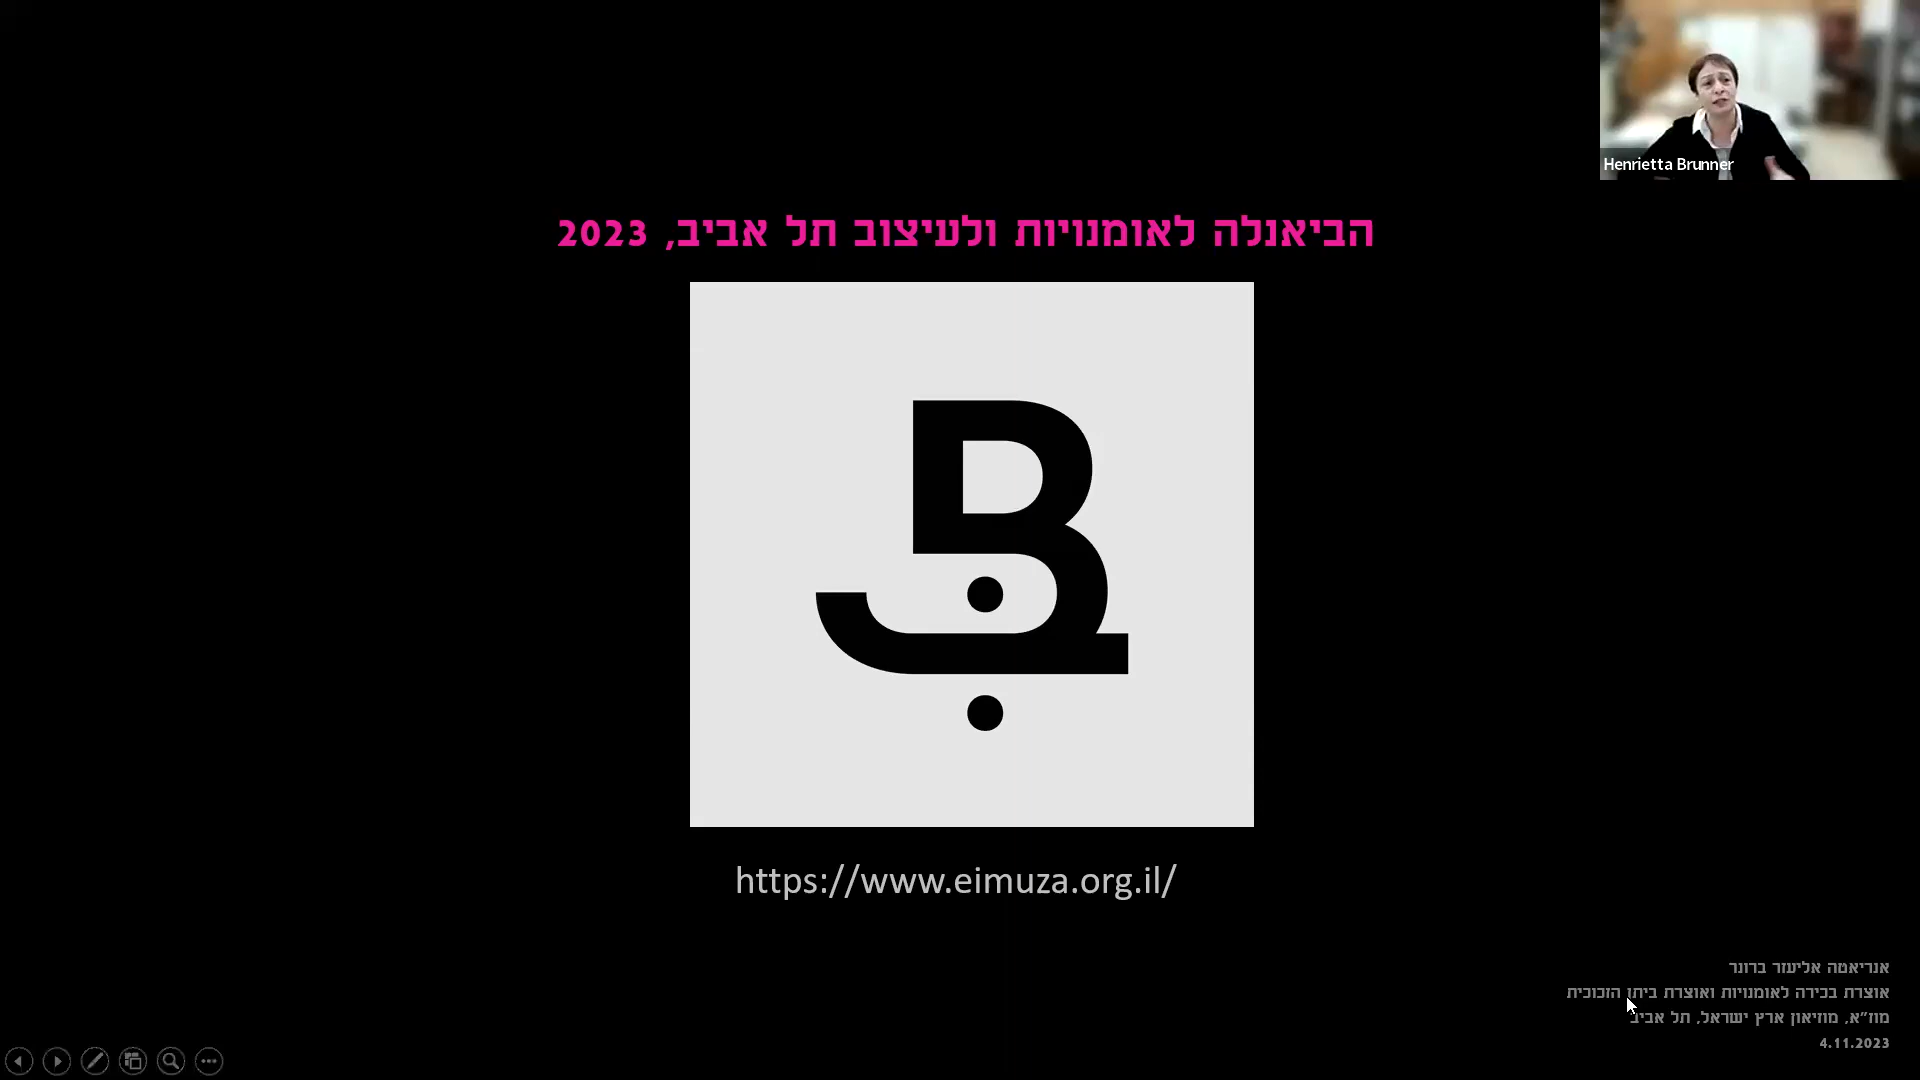 Henrietta Brunner
הביאנלה לאומנויות ולעיצוב תל אביב, 2023
https://www.eimuza.org.il/
אנריאטה אליעזר ברונר
אוצרת בכירה לאומנויות ואוצרת ביתן הזכוכית
מוז"א, מוזיאון ארץ ישראל, תל אביב
4.11.2023